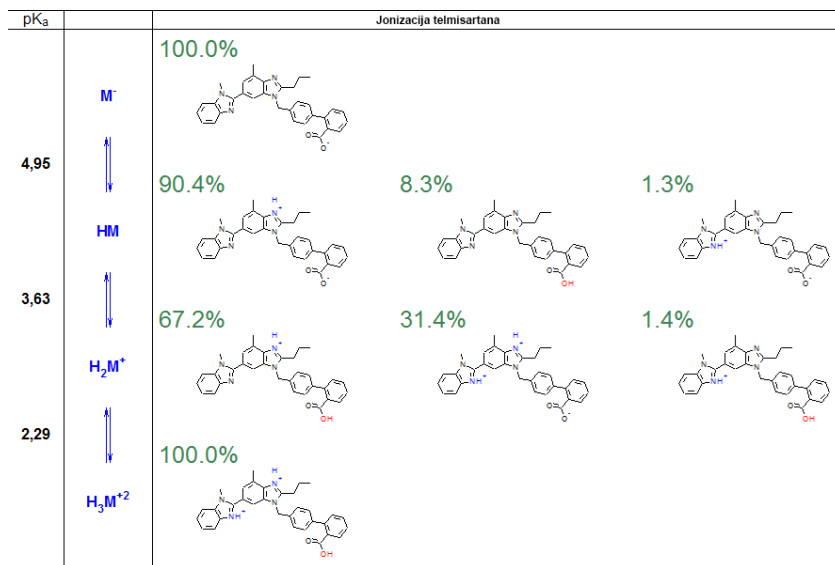 pKa Jonizacija telmisartana
100.0%
M-
4,95
90.4% 8.3% 1.3%
HM
3,63
67.2% 31.4% 1.4%
H2M+
2,29
100.0%
H3M+2